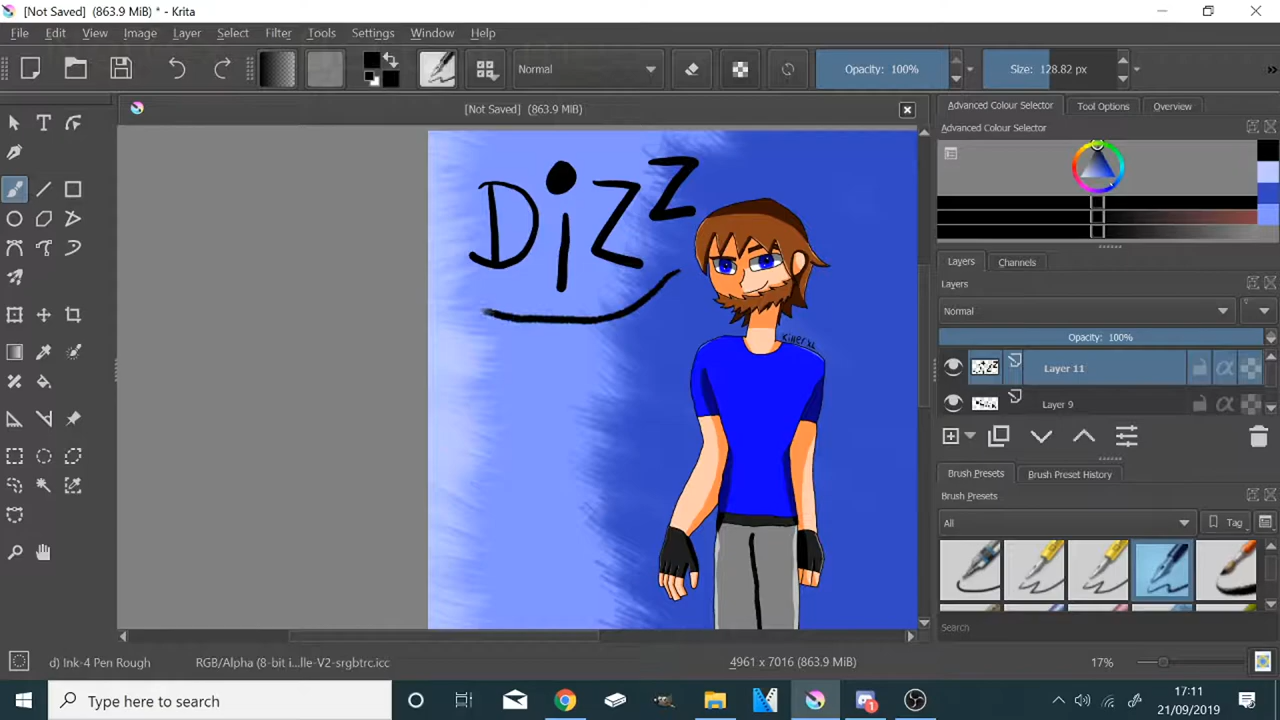 [Not Saved] (863.9 MiB) * - Krita
File Edit View Image Layer Select Filter Tools Settings Window Help
Normal Opacity: 100% Size: 128.82 px »
[Not Saved] (863.9 MiB)
Advanced Colour Selector Tool Options Overview
Advanced Colour Selector
DiZZ
KillerXL
Layers Channels
Layers
Normal
Opacity: 100%
Layer 11
Layer 9
Brush Presets Brush Preset History
Brush Presets
All Tag
Search
d) Ink-4 Pen Rough RGB/Alpha (8-bit i...lle-V2-srgbtrc.icc 4961 x 7016 (863.9 MiB) 17%
Type here to search 1 17:11
21/09/2019